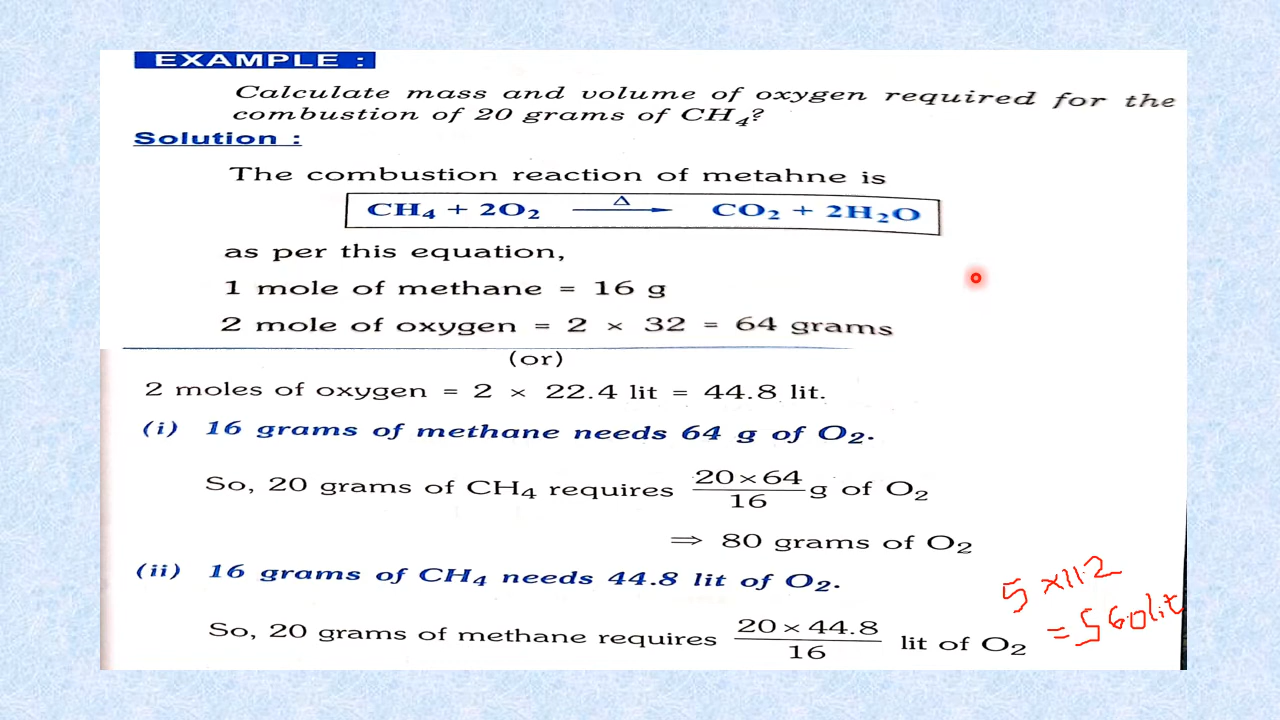 EXAMPLE :
Calculate mass and volume of oxygen required for the
combustion of 20 grams of CH₄?
Solution :
The combustion reaction of metahne is
CH₄ + 2O₂ —Δ→ CO₂ + 2H₂O
as per this equation,
1 mole of methane = 16 g
2 mole of oxygen = 2 × 32 = 64 grams
(or)
2 moles of oxygen = 2 × 22.4 lit = 44.8 lit.
(i) 16 grams of methane needs 64 g of O₂.
So, 20 grams of CH₄ requires 20 × 64 / 16 g of O₂
⇒ 80 grams of O₂
(ii) 16 grams of CH₄ needs 44.8 lit of O₂.
So, 20 grams of methane requires 20 × 44.8 / 16 lit of O₂
5 × 11.2
= 56.0 lit